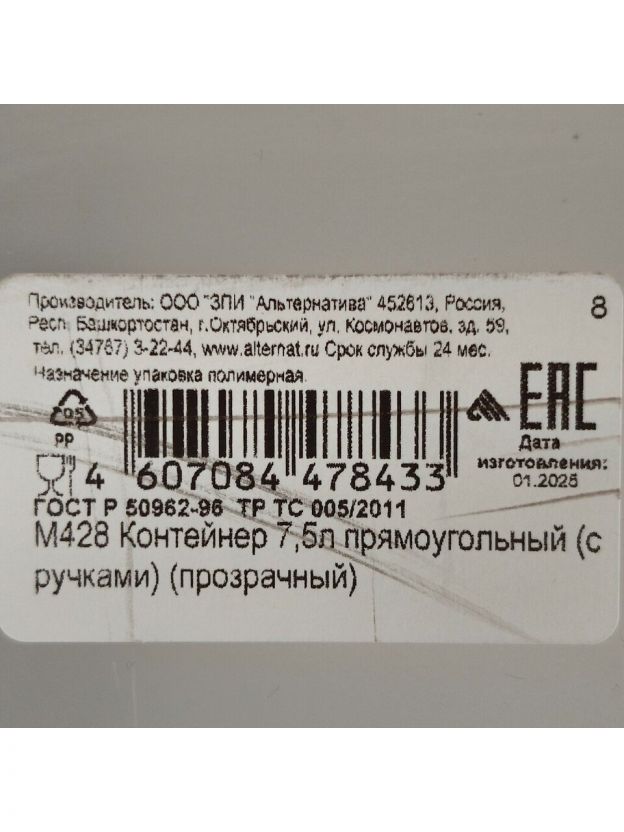 Производитель: ООО "ЗПИ "Альтернатива" 452613, Россия,
8
Респ. Башкортостан, г.Октябрьский, ул. Космонавтов, зд. 59,
тел. (34767) 3-22-44, www.alternat.ru Срок службы 24 мес.
Назначение упаковка полимерная.
05
PP
EAC
Дата
изготовления:
4 607084 478433
ГОСТ Р 50962-96 ТР ТС 005/2011
М428 Контейнер 7,5л прямоугольный (с
ручками) (прозрачный)